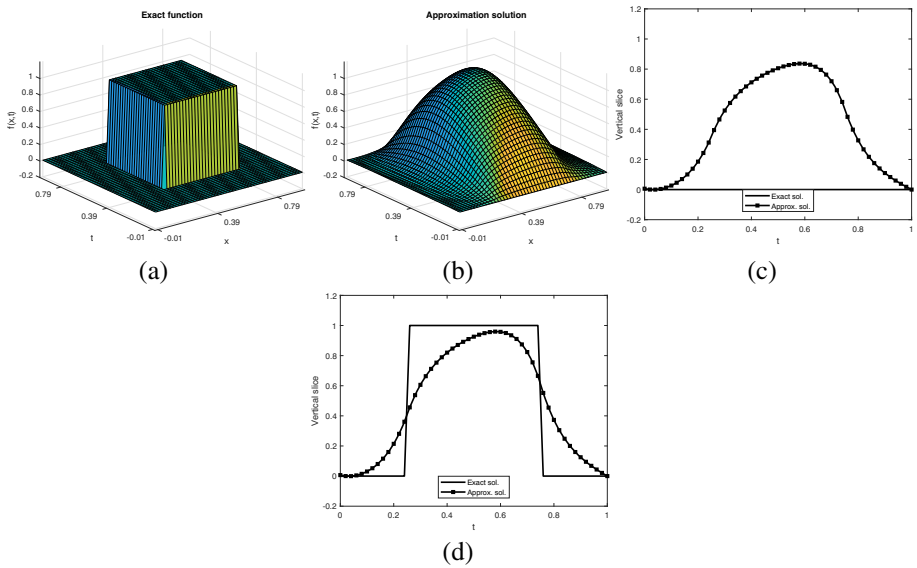 Exact function
f(x,t)
1
0.8
0.6
0.4
0.2
0
-0.2
0.79
0.39
-0.01
t
-0.01
0.39
0.79
x
(a)
Approximation solution
f(x,t)
1
0.8
0.6
0.4
0.2
0
-0.2
0.79
0.39
-0.01
t
-0.01
0.39
0.79
x
(b)
Vertical slice
1.2
1
0.8
0.6
0.4
0.2
0
-0.2
Exact sol.
Approx. sol.
0 0.2 0.4 0.6 0.8 1
t
(c)
Vertical slice
1.2
1
0.8
0.6
0.4
0.2
0
-0.2
Exact sol.
Approx. sol.
0 0.2 0.4 0.6 0.8 1
t
(d)